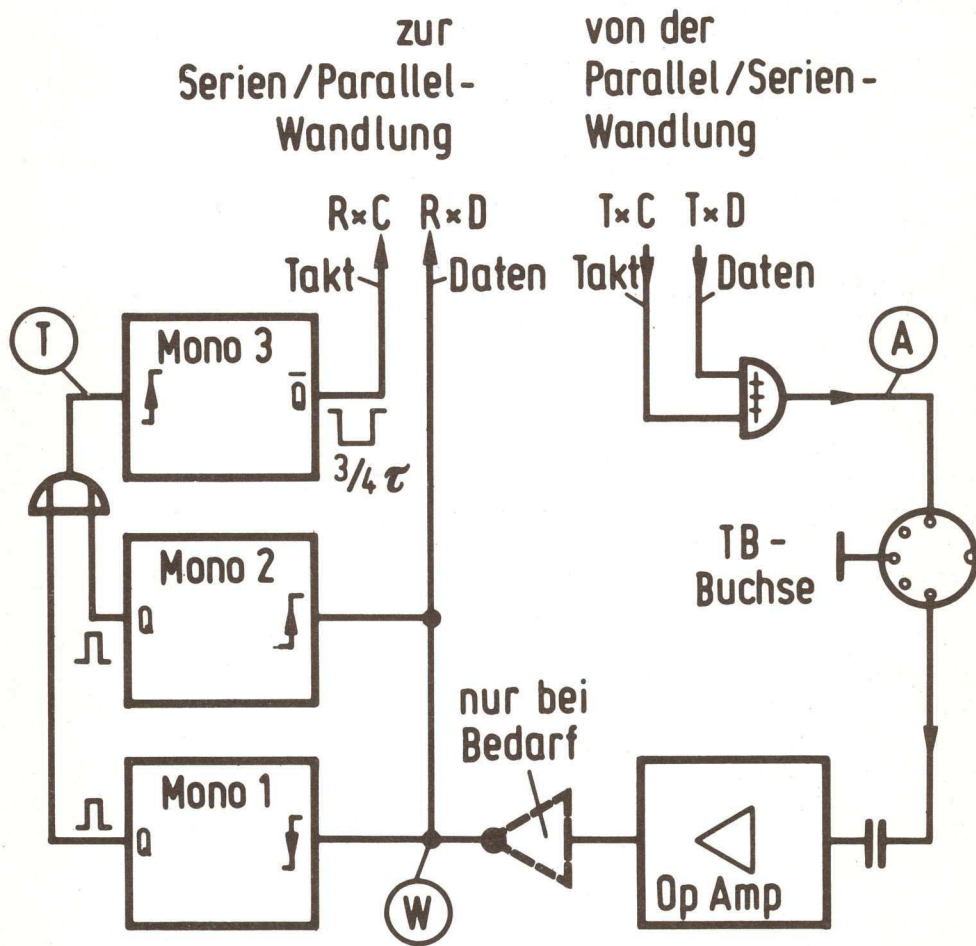 zur
Serien/Parallel-
Wandlung
von der
Parallel/Serien-
Wandlung
R×C R×D
T×C T×D
Takt
Daten
Takt
Daten
T
Mono 3
Q̅
A
3/4 τ
Mono 2
Q
TB-
Buchse
nur bei
Bedarf
Mono 1
Q
W
Op Amp